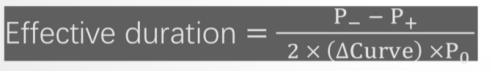 Effective duration = P₋ − P₊ / 2 × (ΔCurve) ×P₀